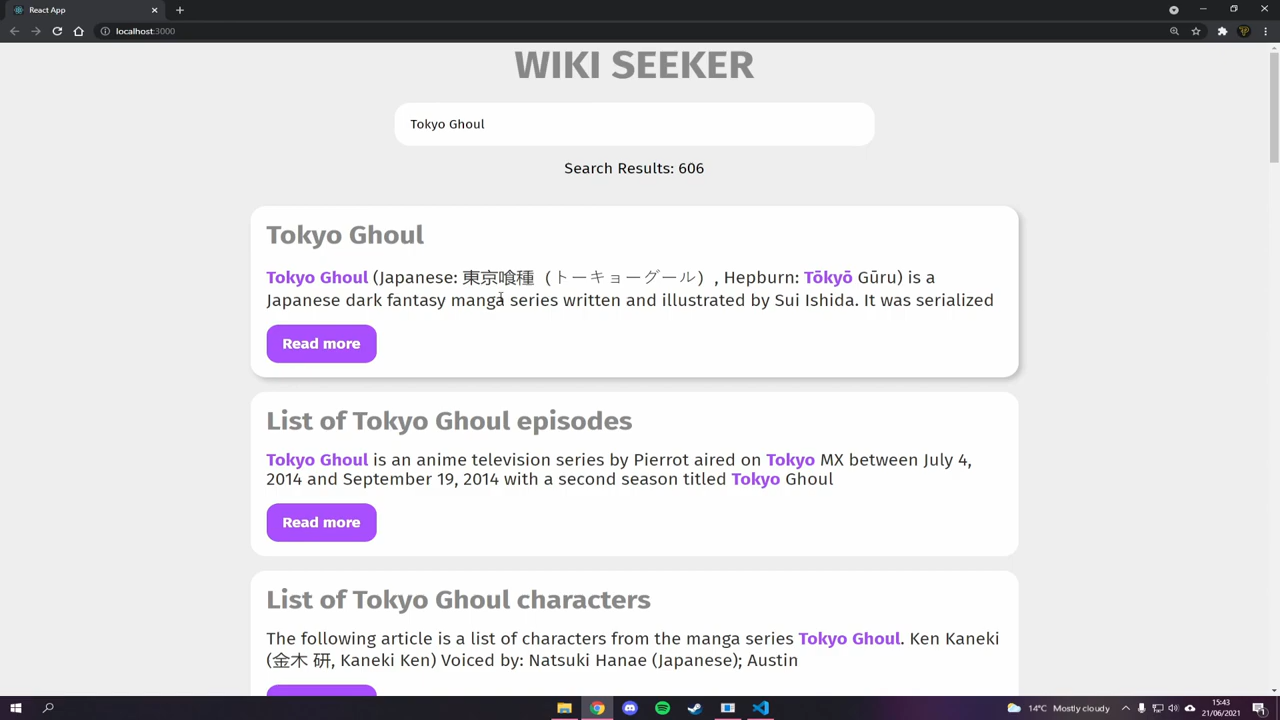 React App
localhost:3000
WIKI SEEKER
Tokyo Ghoul
Search Results: 606
Tokyo Ghoul
Tokyo Ghoul (Japanese: 東京喰種（トーキョーグール）, Hepburn: Tōkyō Gūru) is a
Japanese dark fantasy manga series written and illustrated by Sui Ishida. It was serialized
Read more
List of Tokyo Ghoul episodes
Tokyo Ghoul is an anime television series by Pierrot aired on Tokyo MX between July 4,
2014 and September 19, 2014 with a second season titled Tokyo Ghoul
Read more
List of Tokyo Ghoul characters
The following article is a list of characters from the manga series Tokyo Ghoul. Ken Kaneki
(金木 研, Kaneki Ken) Voiced by: Natsuki Hanae (Japanese); Austin
14°C Mostly cloudy
15:43
21/06/2021